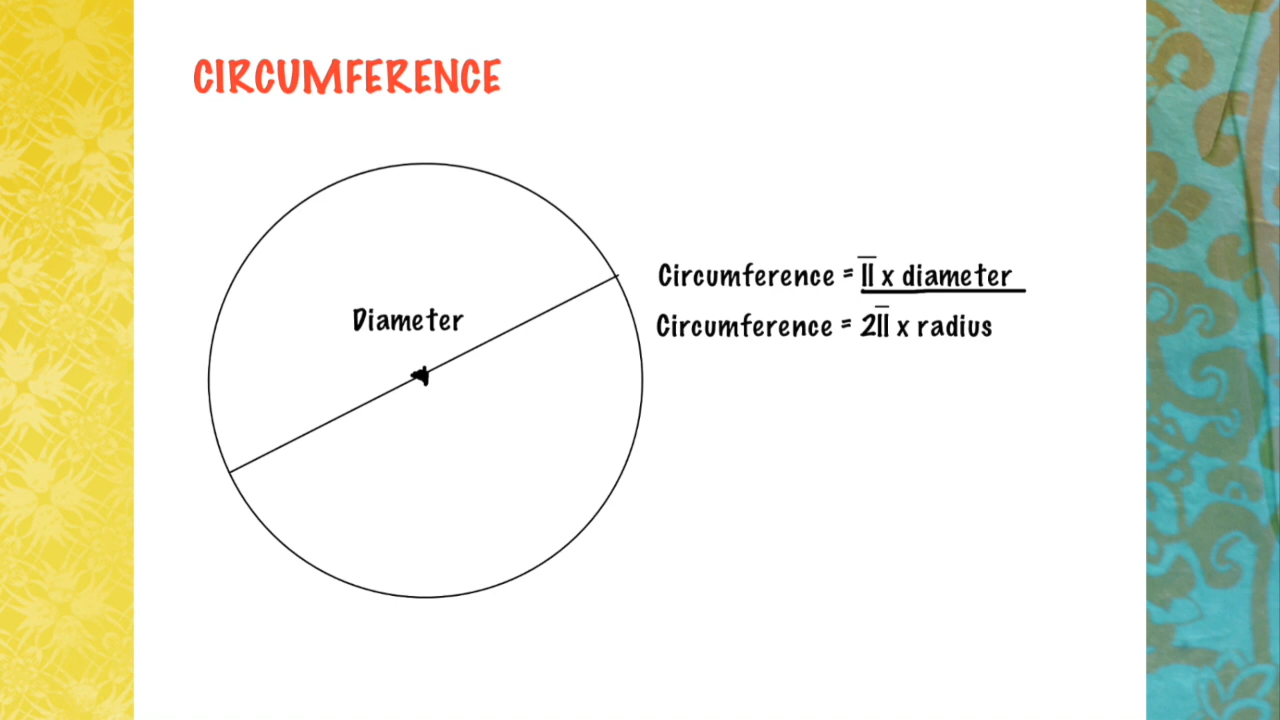 CIRCUMFERENCE
Diameter
Circumference = π x diameter
Circumference = 2π x radius